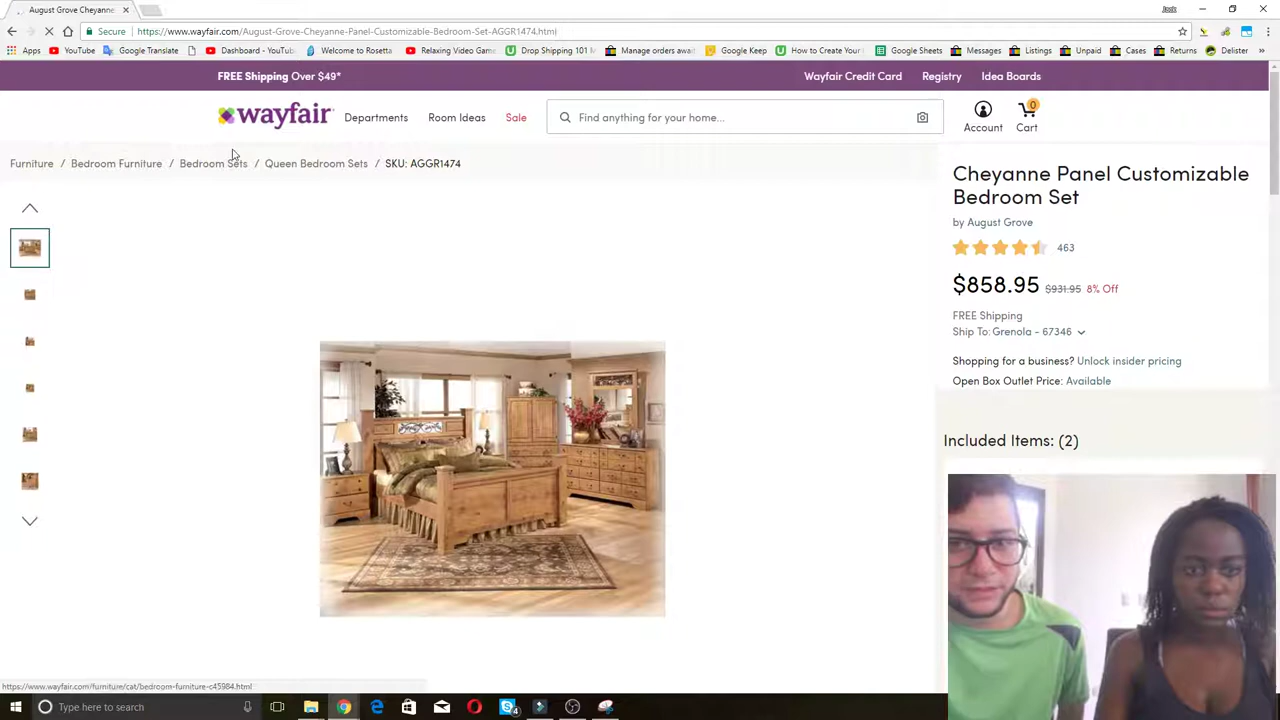 August Grove Cheyanne
Secure
https://www.wayfair.com/August-Grove-Cheyanne-Panel-Customizable-Bedroom-Set-AGGR1474.html
Apps
YouTube
Google Translate
Dashboard - YouTub
Welcome to Rosetta
Relaxing Video Game
Drop Shipping 101
Manage orders await
Google Keep
How to Create Your
Google Sheets
Messages
Listings
Unpaid
Cases
Returns
Delister
FREE Shipping Over $49*
Wayfair Credit Card
Registry
Idea Boards
wayfair
Departments
Room Ideas
Sale
Find anything for your home...
Account
0
Cart
Furniture / Bedroom Furniture / Bedroom Sets / Queen Bedroom Sets / SKU: AGGR1474
Cheyanne Panel Customizable
Bedroom Set
by August Grove
463
$858.95 $931.95 8% Off
FREE Shipping
Ship To: Grenola - 67346
Shopping for a business? Unlock insider pricing
Open Box Outlet Price: Available
Included Items: (2)
https://www.wayfair.com/furniture/cat/bedroom-furniture-c45984.html
Type here to search
4